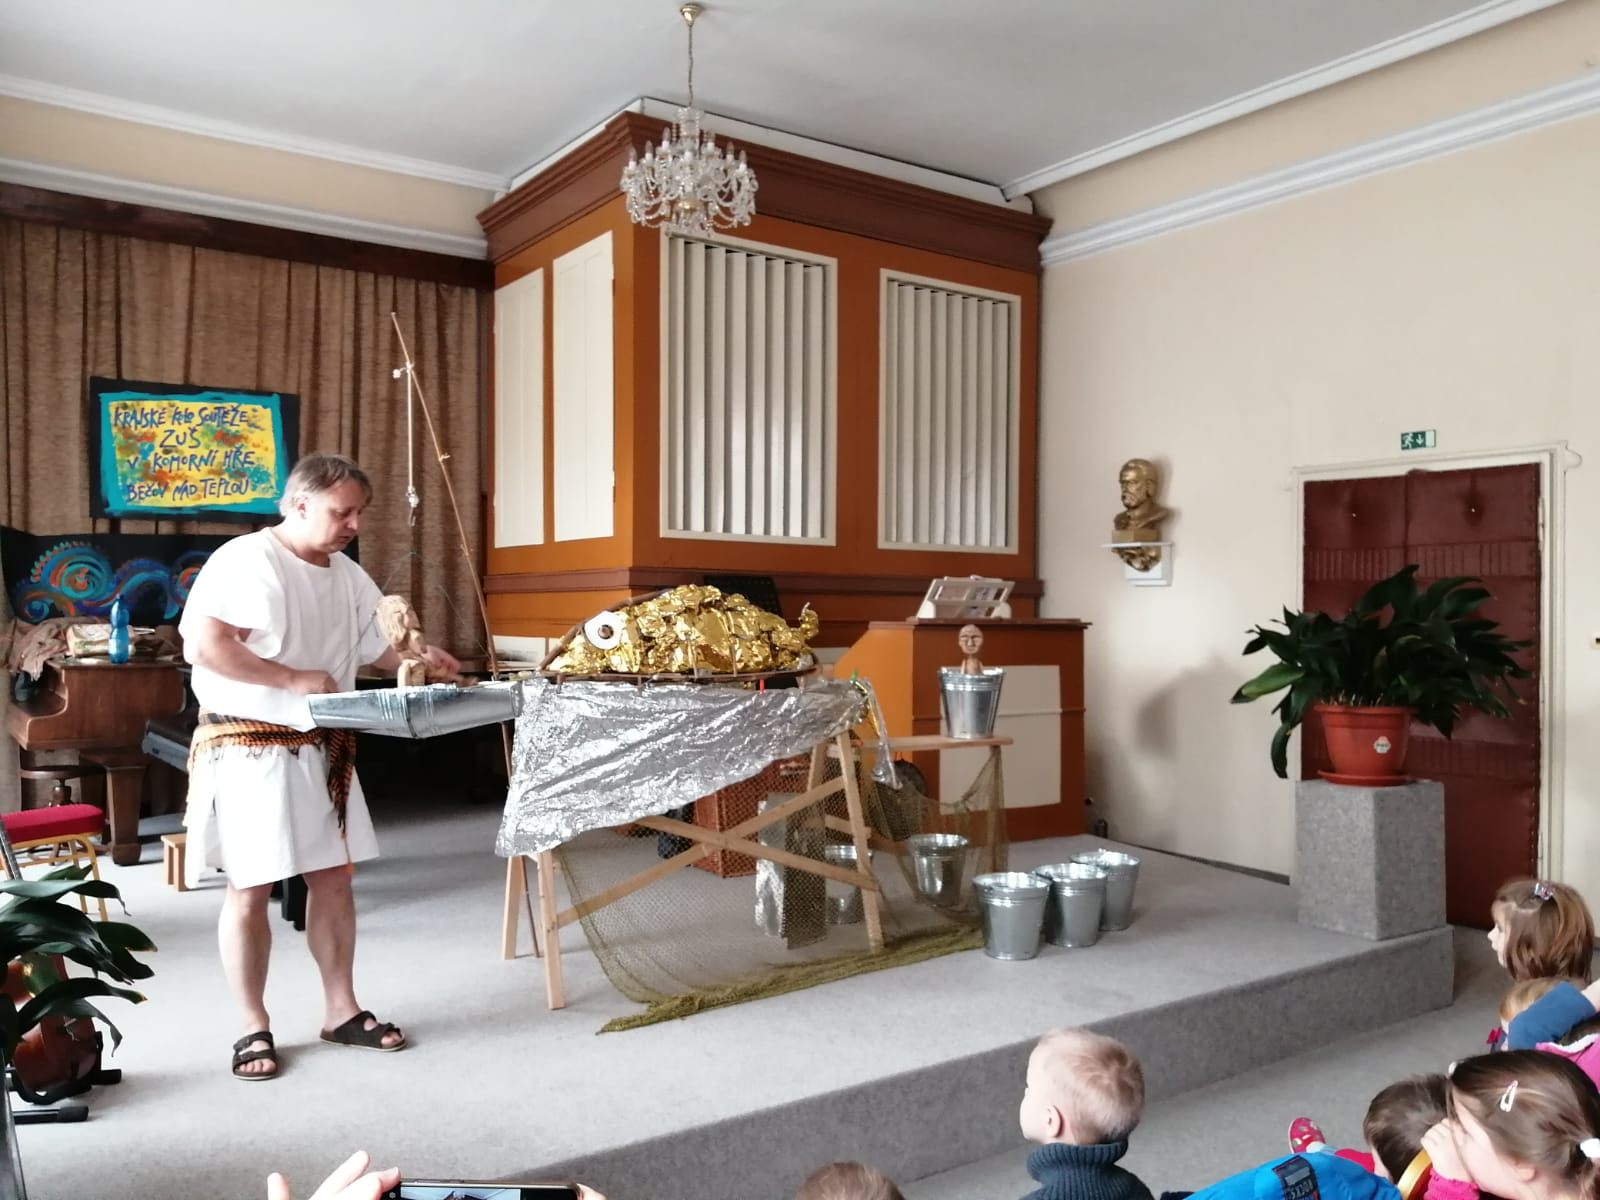 KRAJSKÉ kolo SOUTĚŽE
ZUŠ
V KOMORNÍ HŘE
BEČOV NAD TEPLOU